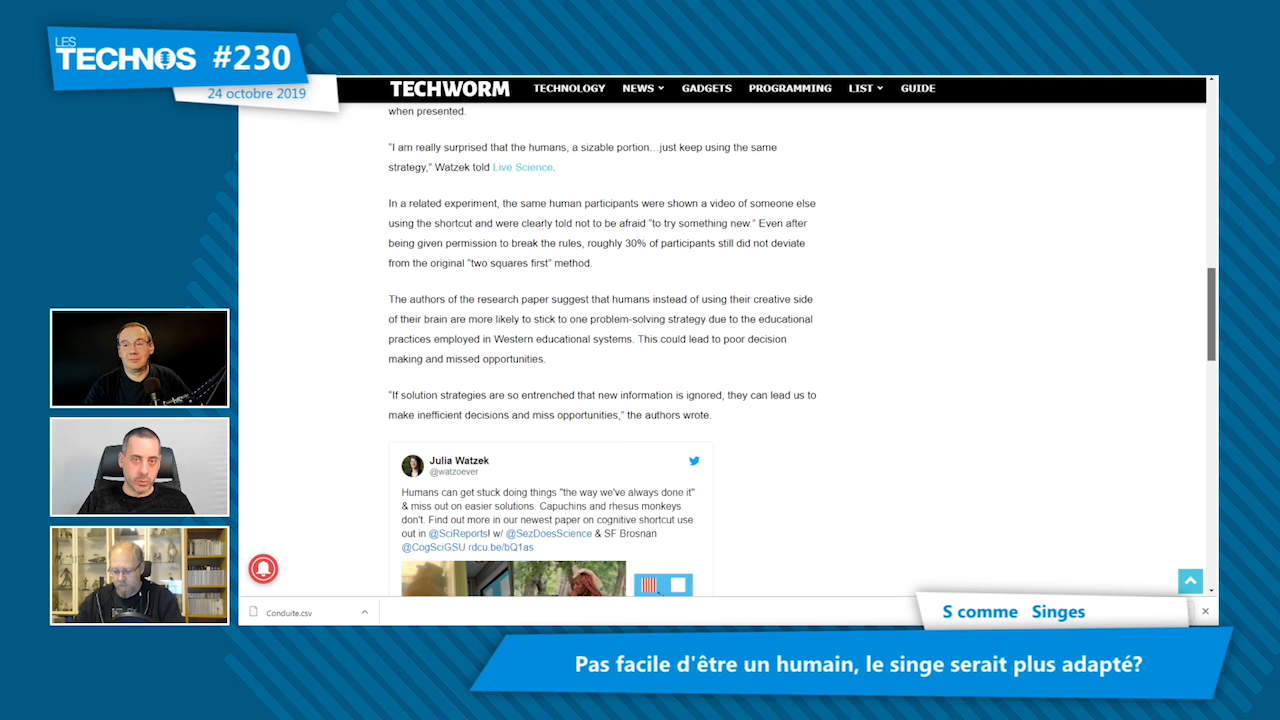 LES
TECHNOS #230
24 octobre 2019
TECHWORM TECHNOLOGY NEWS GADGETS PROGRAMMING LIST GUIDE
when presented.
"I am really surprised that the humans, a sizable portion…just keep using the same
strategy," Watzek told Live Science.
In a related experiment, the same human participants were shown a video of someone else
using the shortcut and were clearly told not to be afraid "to try something new." Even after
being given permission to break the rules, roughly 30% of participants still did not deviate
from the original "two squares first" method.
The authors of the research paper suggest that humans instead of using their creative side
of their brain are more likely to stick to one problem-solving strategy due to the educational
practices employed in Western educational systems. This could lead to poor decision
making and missed opportunities.
"If solution strategies are so entrenched that new information is ignored, they can lead us to
make inefficient decisions and miss opportunities," the authors wrote.
Julia Watzek
@watzoever
Humans can get stuck doing things "the way we've always done it"
& miss out on easier solutions. Capuchins and rhesus monkeys
don't. Find out more in our newest paper on cognitive shortcut use
out in @SciReports! w/ @SezDoesScience & SF Brosnan
@CogSciGSU rdcu.be/bQ1as
Conduite.csv
S comme Singes
Pas facile d'être un humain, le singe serait plus adapté?